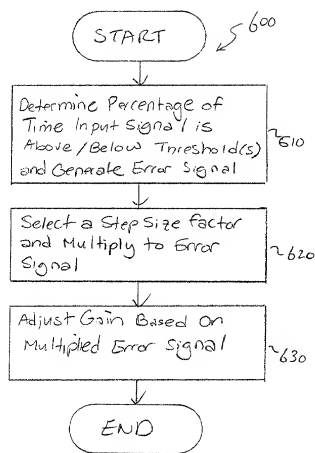 START
600
Determine Percentage of
Time Input Signal is
Above/Below Threshold(s)
and Generate Error Signal
610
Select a Step Size factor
and Multiply to Error
Signal
620
Adjust Gain Based on
Multiplied Error Signal
630
END